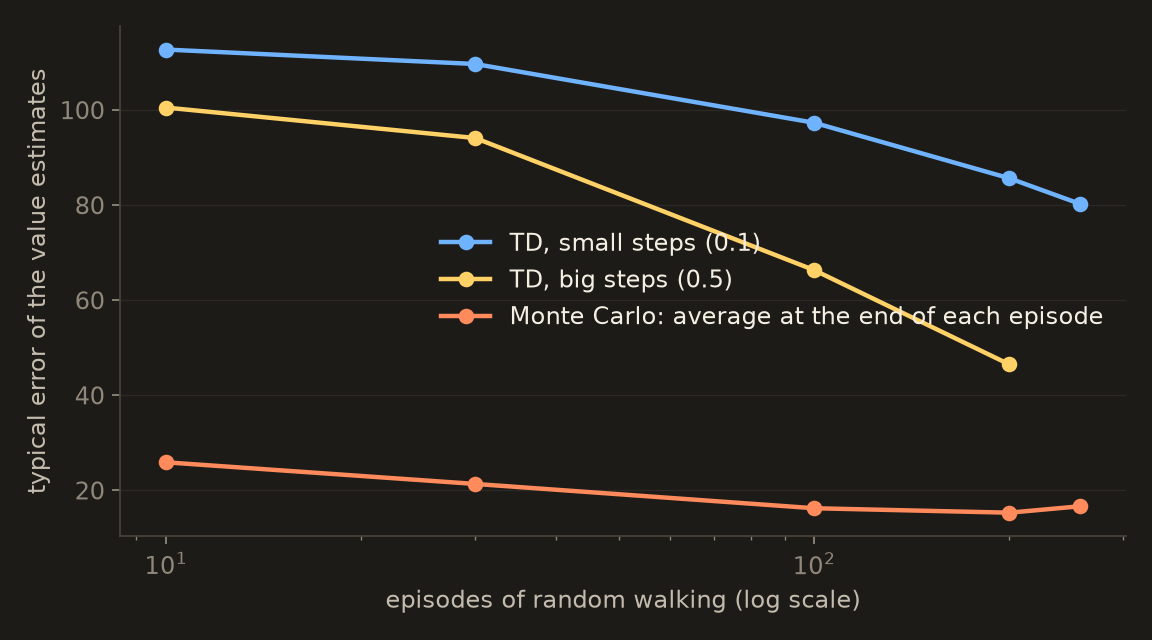 typical error of the value estimates
100
80
60
40
20
TD, small steps (0.1)
TD, big steps (0.5)
Monte Carlo: average at the end of each episode
10¹
10²
episodes of random walking (log scale)